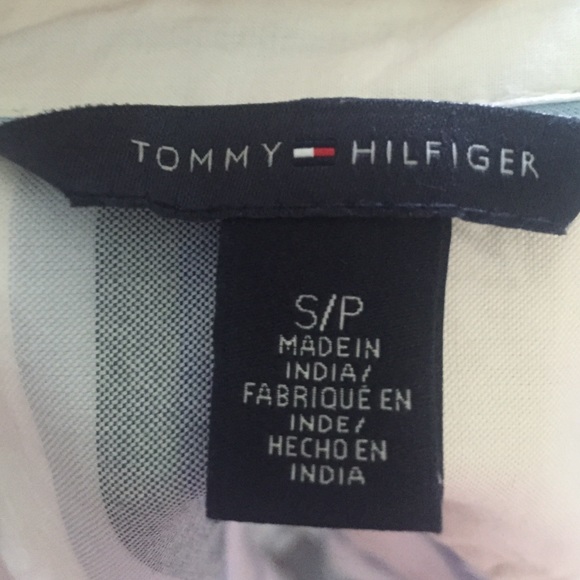 TOMMY HILFIGER
S/P
MADE IN
INDIA/
FABRIQUÉ EN
INDE/
HECHO EN
INDIA